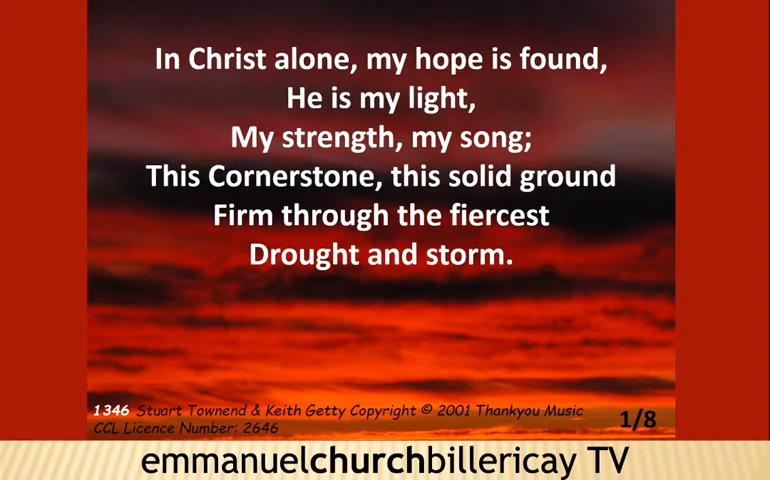 In Christ alone, my hope is found,
He is my light,
My strength, my song;
This Cornerstone, this solid ground
Firm through the fiercest
Drought and storm.
1346 Stuart Townend & Keith Getty Copyright © 2001 Thankyou Music
CCL Licence Number: 2646
1/8
emmanuelchurchbillericay TV